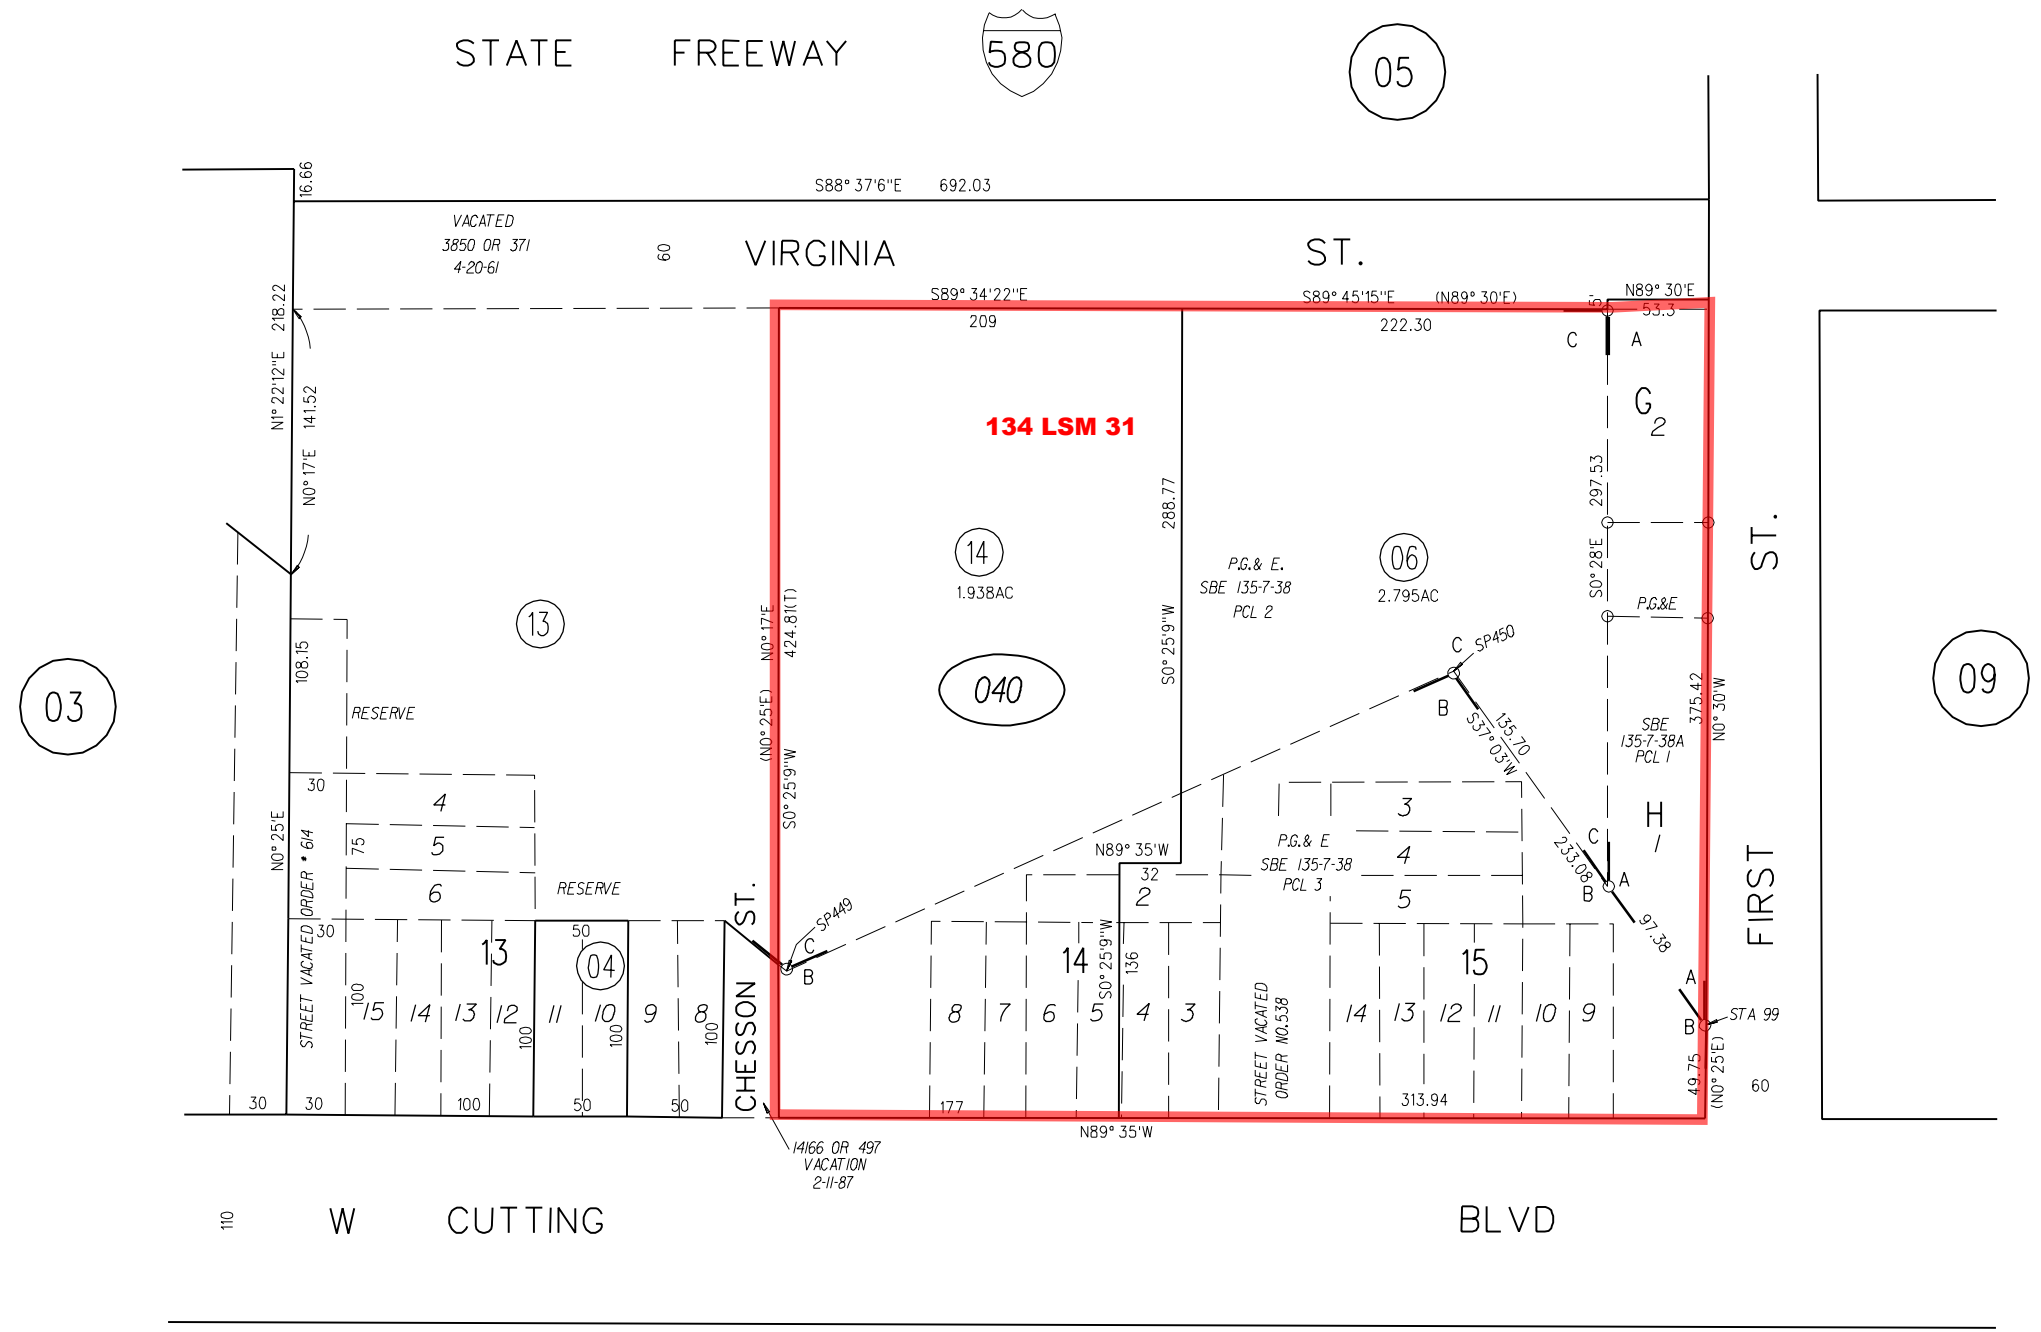 STATE FREEWAY
580
05
16.66
S88° 37'6"E 692.03
VACATED
3850 OR 371
4-20-61
60
VIRGINIA ST.
218.22
N1° 22'12"E
141.52
N0° 17'E
S89° 34'22"E
209
S89° 45'15"E (N89° 30'E)
222.30
5'
N89° 30'E
53.3
C A
G
2
134 LSM 31
297.53
S0° 28'E
288.77
S0° 25'9"W
14
1.938AC
040
P.G.& E.
SBE 135-7-38
PCL 2
06
2.795AC
P.G.&E
ST.
13
03
09
N0° 17'E
424.81(T)
(N0° 25'E)
S0° 25'9"W
C
SP450
B
135.70
S37° 03'W
375.42
N0° 30'W
SBE
135-7-38A
PCL 1
H
1
108.15
RESERVE
30
N0° 25'E
75
4
5
6
RESERVE
STREET VACATED ORDER # 614
30
N89° 35'W
32
2
P.G.& E
SBE 135-7-38
PCL 3
3
4
5
C
233.08
A
B
97.38
FIRST
ST.
SP449
C
B
13
50
04
14
S0° 25'9"W
136
15
A
B
STA 99
100
15 14 13 12 11 10 9 8
100
100
100
CHESSON
8 7 6 5 4 3
STREET VACATED
ORDER NO.538
14 13 12 11 10 9
49.75
(N0° 25'E)
60
30 30 100 50 50
177
313.94
N89° 35'W
14166 OR 497
VACATION
2-11-87
110
W CUTTING BLVD